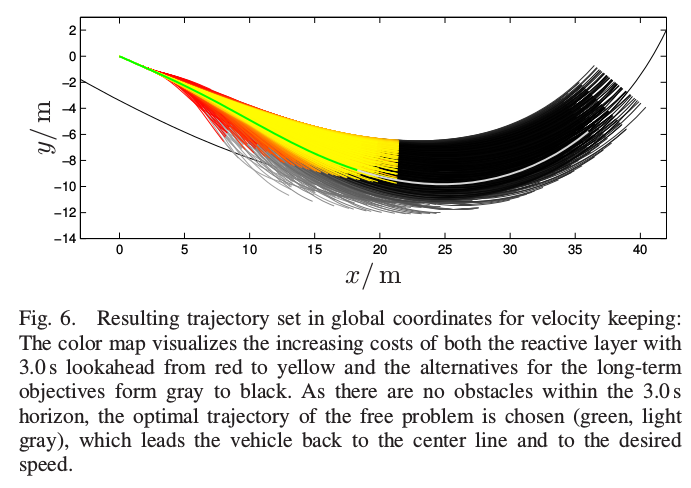 2
0
−2
−4
−6
−8
−10
−12
−14
y/ m
0
5
10
15
20
25
30
35
40
x/ m
Fig. 6. Resulting trajectory set in global coordinates for velocity keeping:
The color map visualizes the increasing costs of both the reactive layer with
3.0 s lookahead from red to yellow and the alternatives for the long-term
objectives form gray to black. As there are no obstacles within the 3.0 s
horizon, the optimal trajectory of the free problem is chosen (green, light
gray), which leads the vehicle back to the center line and to the desired
speed.